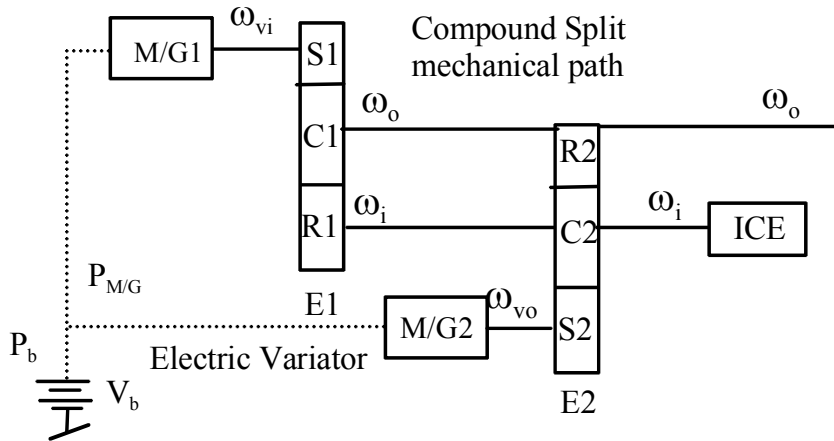 ω_vi
M/G1
S1
Compound Split
mechanical path
ω_o
ω_o
C1
R2
ω_i
ω_i
R1
C2
ICE
P_M/G
E1
ω_vo
M/G2
S2
P_b
Electric Variator
V_b
E2